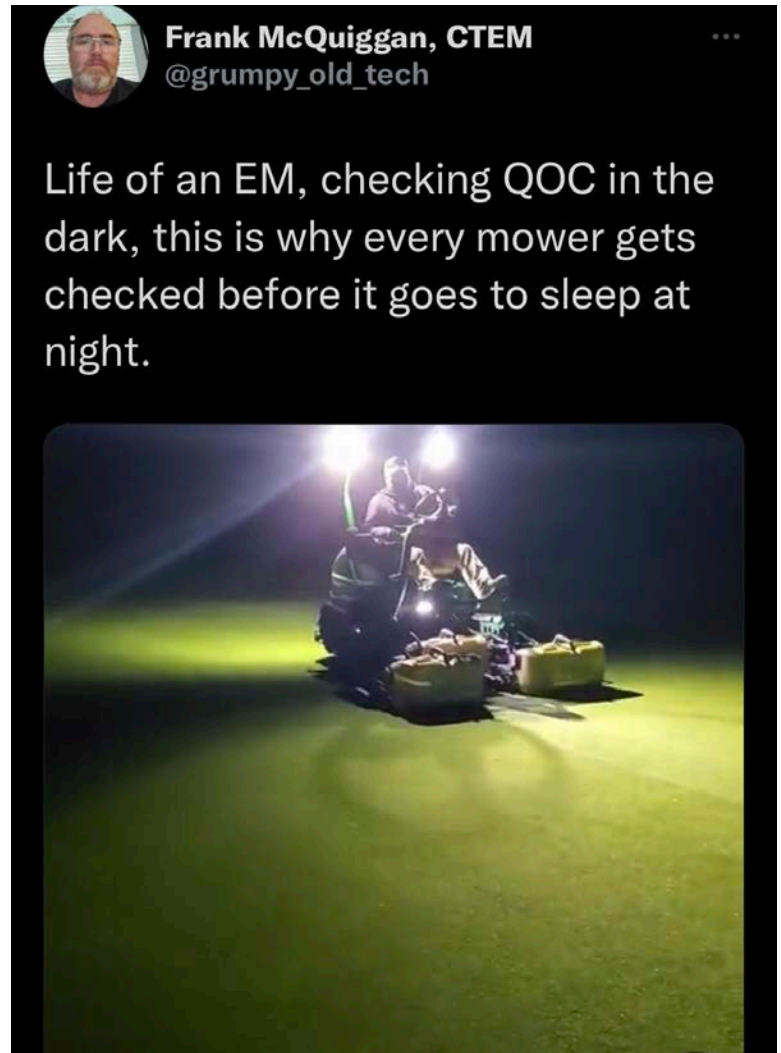 Frank McQuiggan, CTEM
@grumpy_old_tech
Life of an EM, checking QOC in the
dark, this is why every mower gets
checked before it goes to sleep at
night.